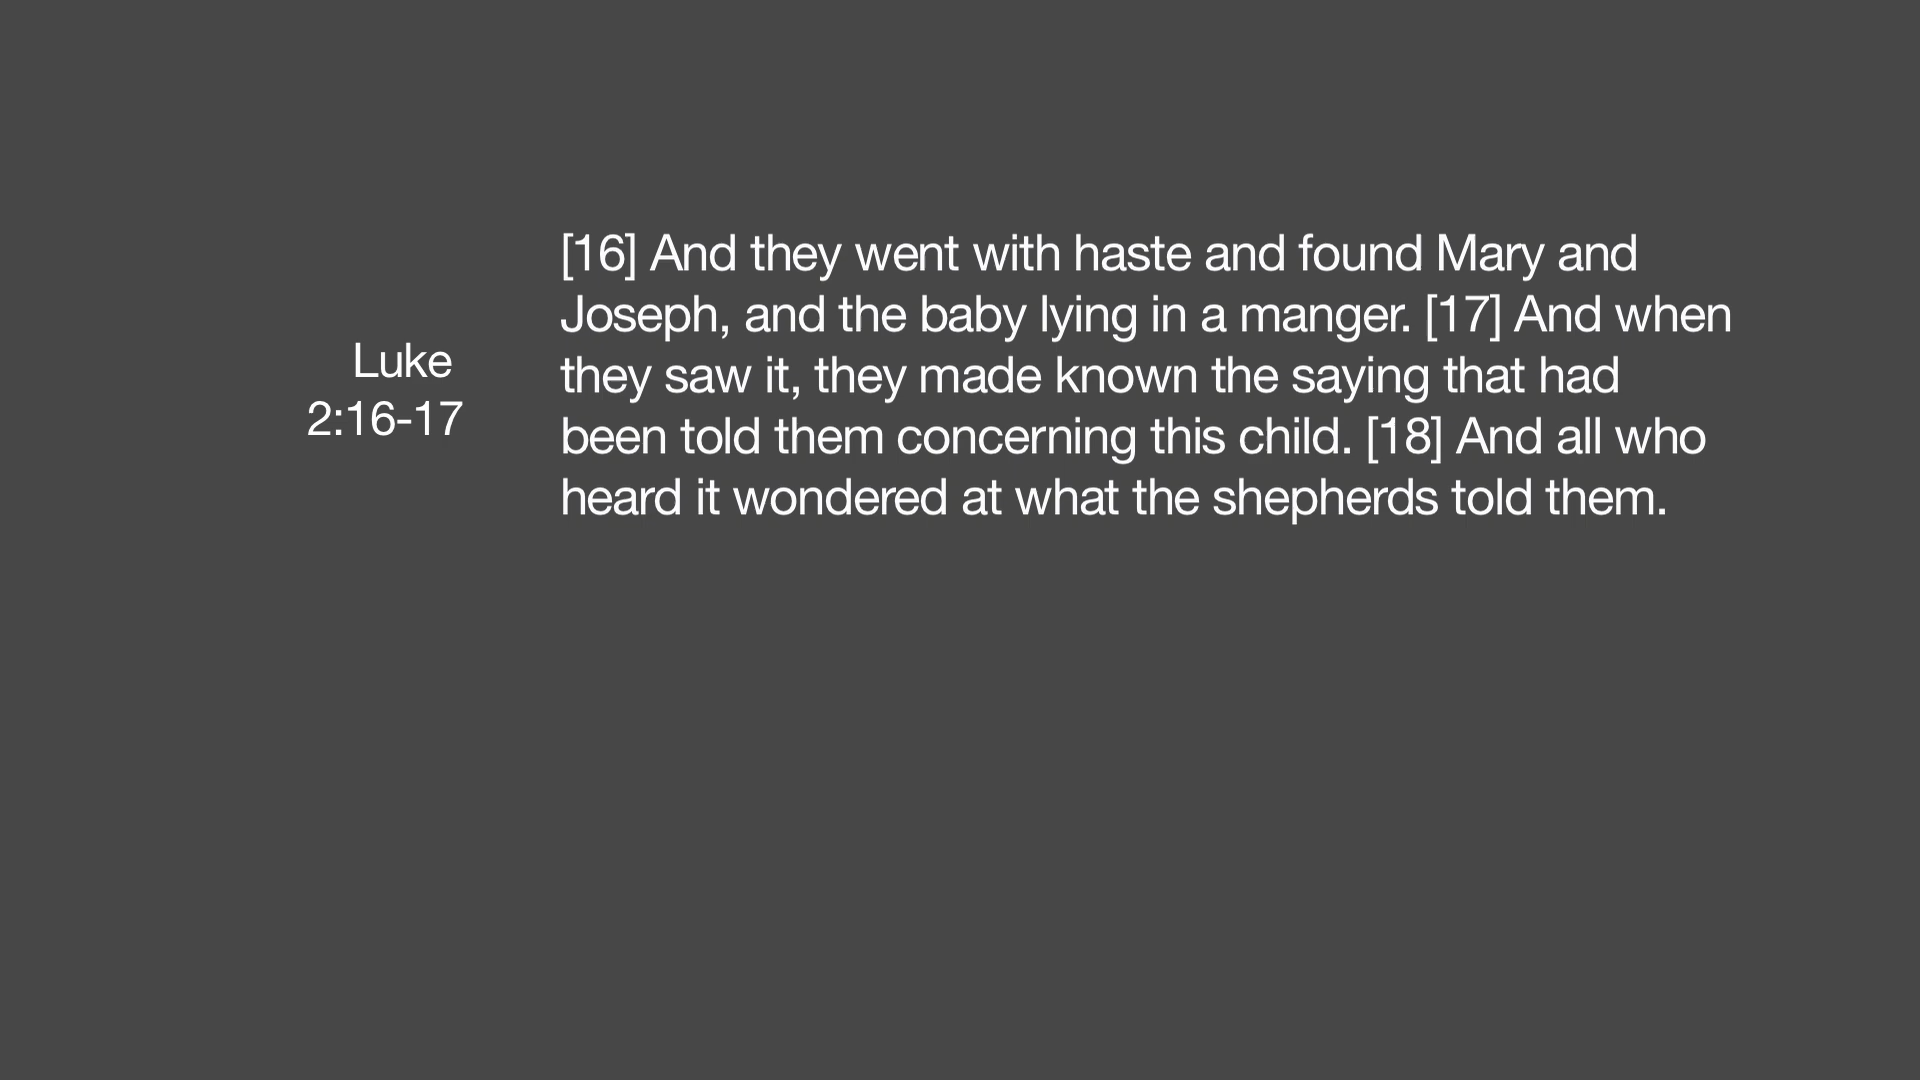 Luke
2:16-17
[16] And they went with haste and found Mary and
Joseph, and the baby lying in a manger. [17] And when
they saw it, they made known the saying that had
been told them concerning this child. [18] And all who
heard it wondered at what the shepherds told them.